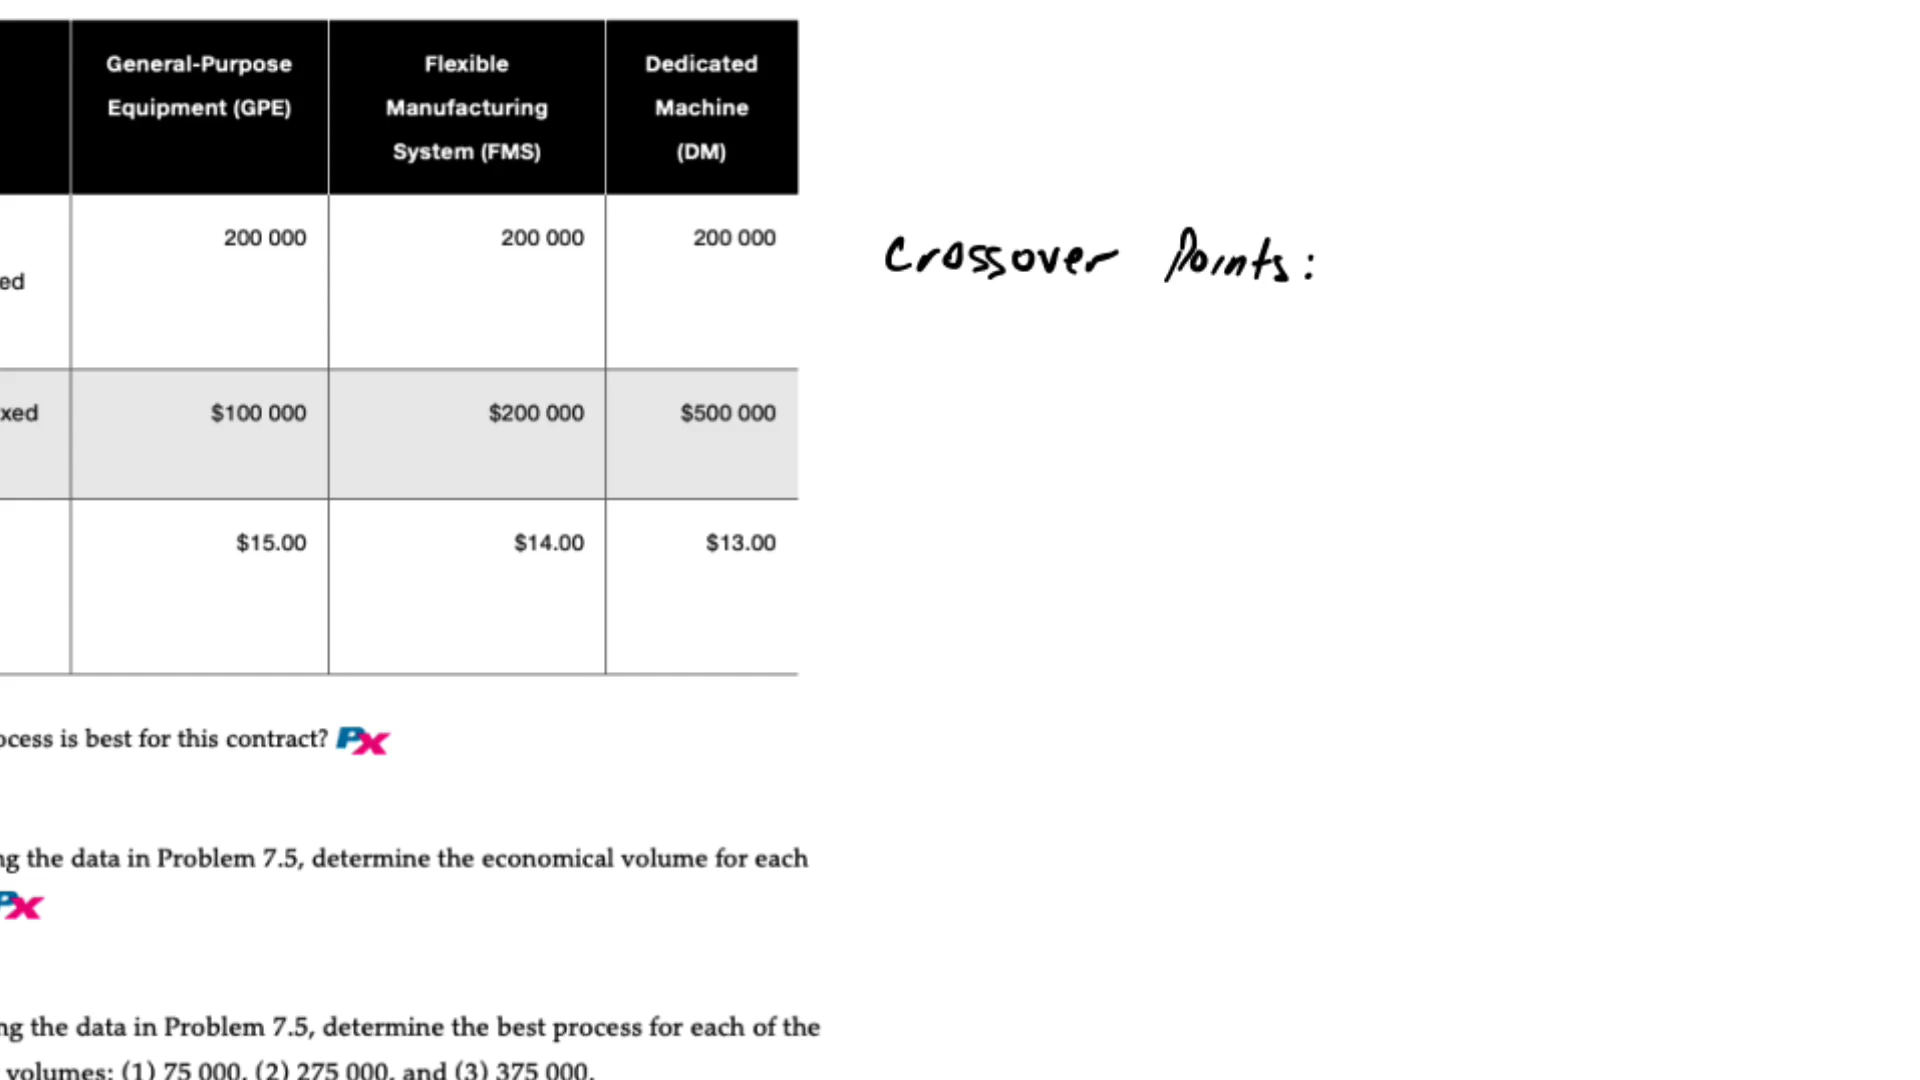 General-Purpose Flexible Dedicated
Equipment (GPE) Manufacturing Machine
System (FMS) (DM)
200 000 200 000 200 000
Crossover Points:
ed
xed $100 000 $200 000 $500 000
$15.00 $14.00 $13.00
ocess is best for this contract? PX
ng the data in Problem 7.5, determine the economical volume for each
PX
ng the data in Problem 7.5, determine the best process for each of the
volumes: (1) 75 000, (2) 275 000, and (3) 375 000.